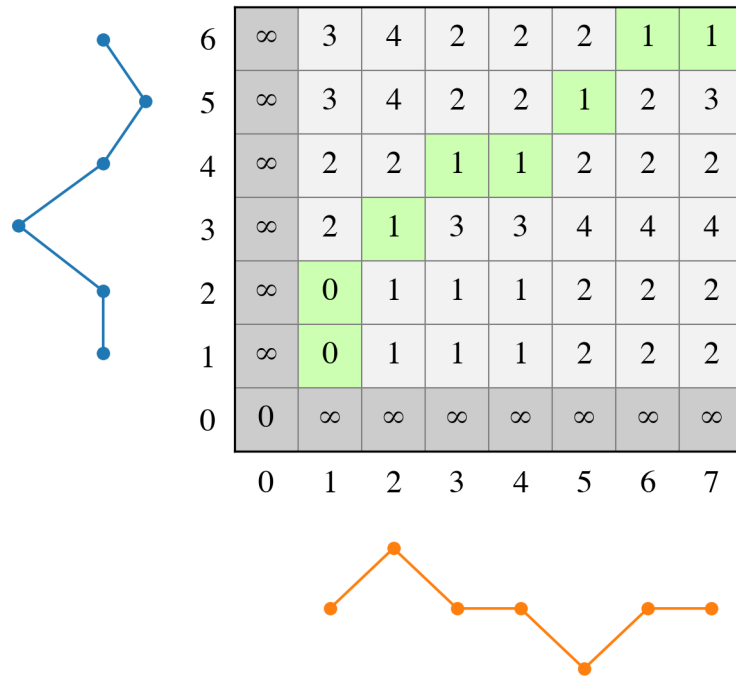 6 ∞ 3 4 2 2 2 1 1
5 ∞ 3 4 2 2 1 2 3
4 ∞ 2 2 1 1 2 2 2
3 ∞ 2 1 3 3 4 4 4
2 ∞ 0 1 1 1 2 2 2
1 ∞ 0 1 1 1 2 2 2
0 0 ∞ ∞ ∞ ∞ ∞ ∞ ∞
0 1 2 3 4 5 6 7